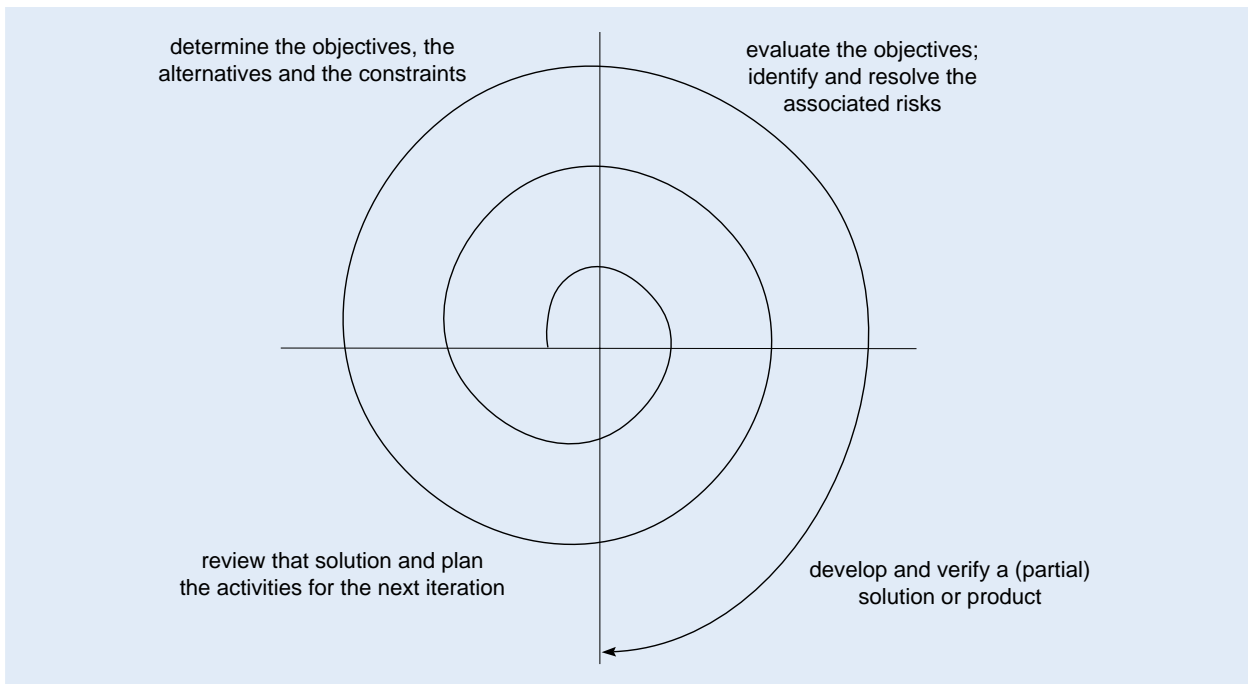 determine the objectives, the
alternatives and the constraints
evaluate the objectives;
identify and resolve the
associated risks
review that solution and plan
the activities for the next iteration
develop and verify a (partial)
solution or product